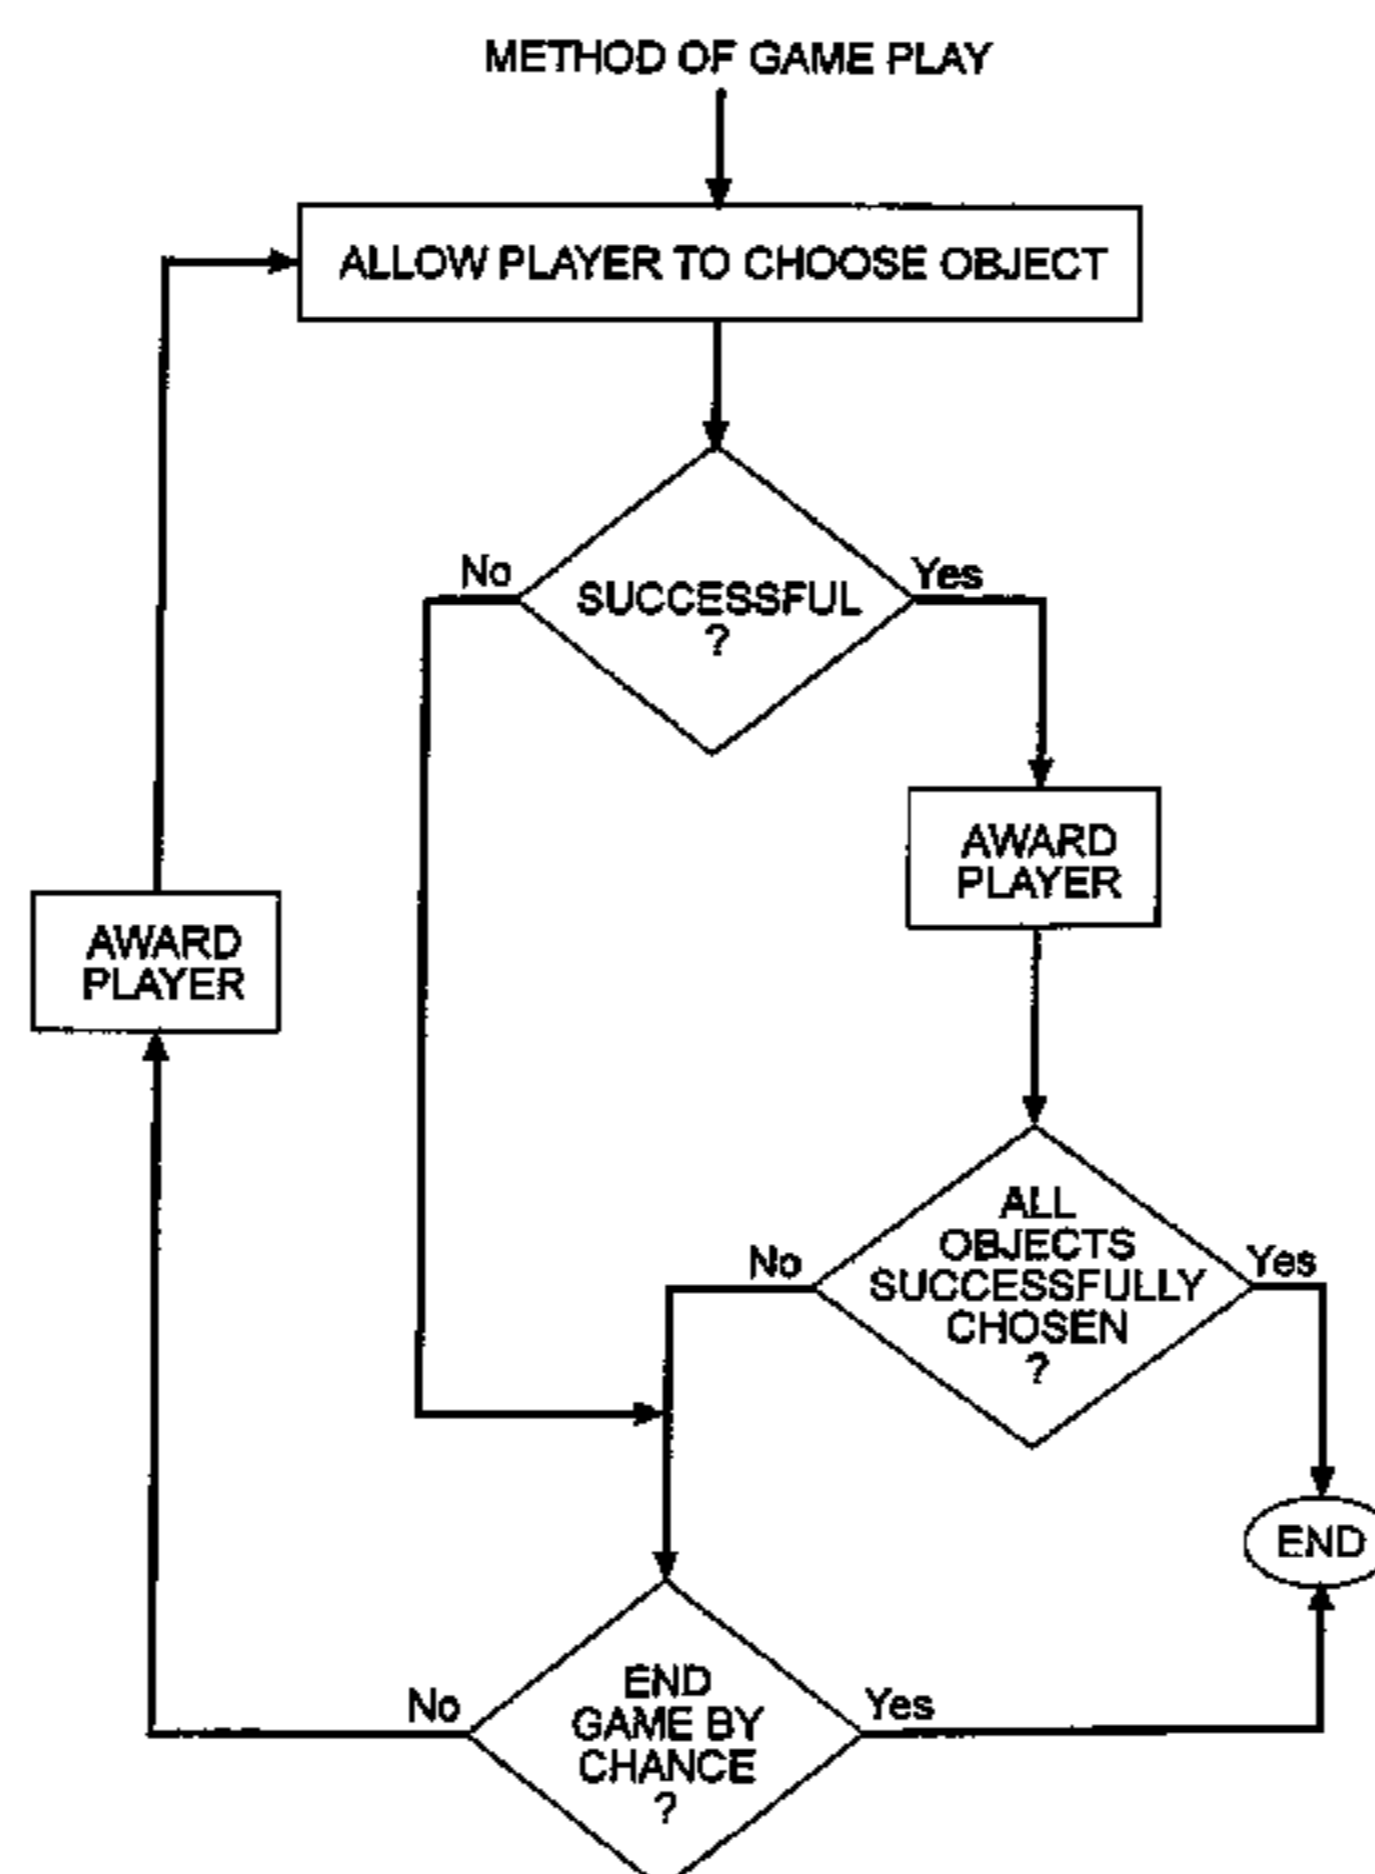 METHOD OF GAME PLAY
ALLOW PLAYER TO CHOOSE OBJECT
No
Yes
SUCCESSFUL
?
AWARD
PLAYER
AWARD
PLAYER
ALL
OBJECTS
SUCCESSFULLY
CHOSEN
?
No
Yes
END
No
Yes
END
GAME BY
CHANCE
?